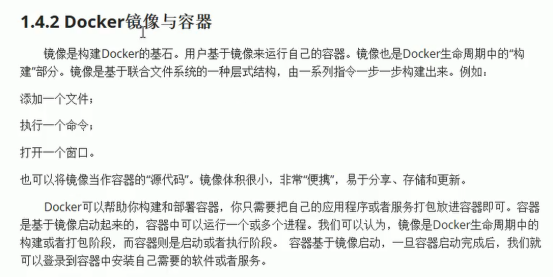 1.4.2 Docker镜像与容器
镜像是构建Docker的基石。用户基于镜像来运行自己的容器。镜像也是Docker生命周期中的“构
建”部分。镜像是基于联合文件系统的一种层式结构，由一系列指令一步一步构建出来。例如：
添加一个文件；
执行一个命令；
打开一个窗口。
也可以将镜像当作容器的“源代码”。镜像体积很小，非常“便携”，易于分享、存储和更新。
Docker可以帮助你构建和部署容器，你只需要把自己的应用程序或者服务打包放进容器即可。容器
是基于镜像启动起来的，容器中可以运行一个或多个进程。我们可以认为，镜像是Docker生命周期中的
构建或者打包阶段，而容器则是启动或者执行阶段。 容器基于镜像启动，一旦容器启动完成后，我们就
可以登录到容器中安装自己需要的软件或者服务。